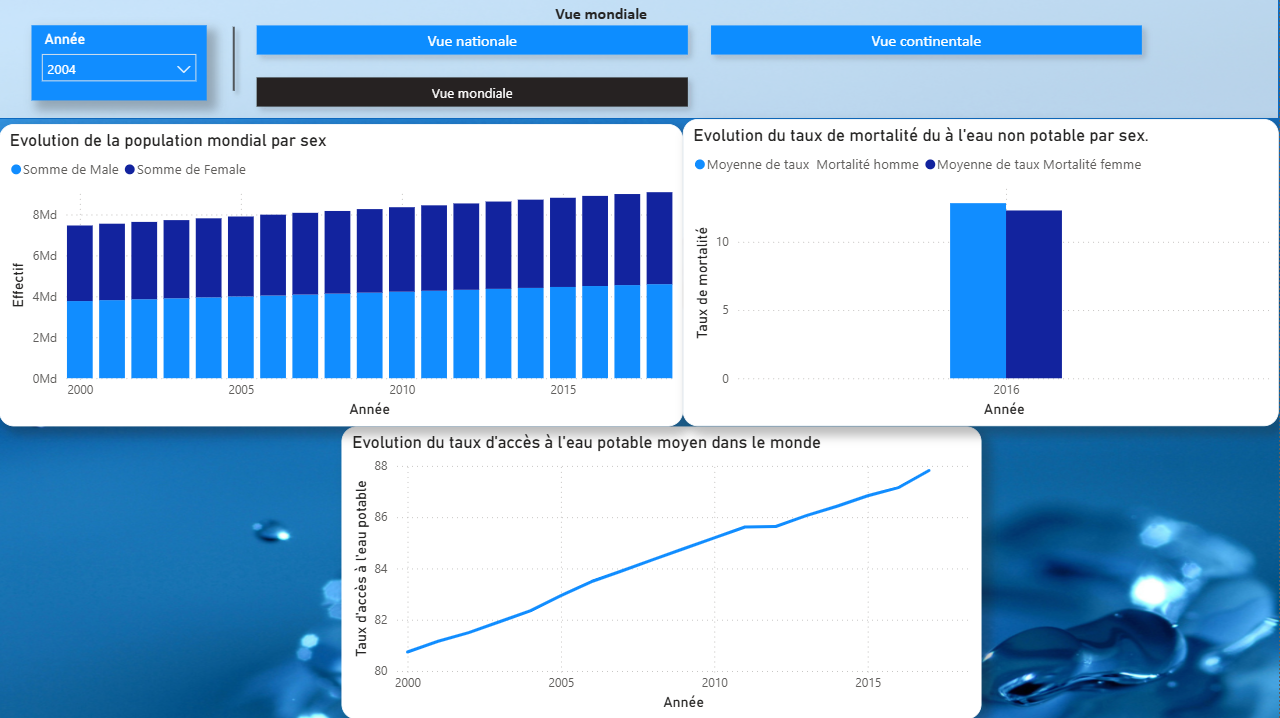 Vue mondiale
Année
2004
Vue nationale
Vue continentale
Vue mondiale
Evolution de la population mondial par sex
Somme de Male Somme de Female
Effectif
8Md
6Md
4Md
2Md
0Md
2000 2005 2010 2015
Année
Evolution du taux de mortalité du à l'eau non potable par sex.
Moyenne de taux Mortalité homme Moyenne de taux Mortalité femme
Taux de mortalité
10
5
0
2016
Année
Evolution du taux d'accès à l'eau potable moyen dans le monde
Taux d'accès à l'eau potable
88
86
84
82
80
2000 2005 2010 2015
Année